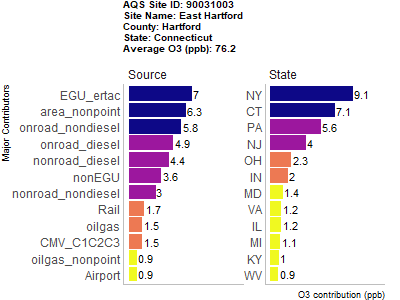 AQS Site ID: 90031003
Site Name: East Hartford
County: Hartford
State: Connecticut
Average O3 (ppb): 76.2
Major Contributors
Source
EGU_ertac 7
area_nonpoint 6.3
onroad_nondiesel 5.8
onroad_diesel 4.9
nonroad_diesel 4.4
nonEGU 3.6
nonroad_nondiesel 3
Rail 1.7
oilgas 1.5
CMV_C1C2C3 1.5
oilgas_nonpoint 0.9
Airport 0.9
State
NY 9.1
CT 7.1
PA 5.6
NJ 4
OH 2.3
IN 2
MD 1.4
VA 1.2
IL 1.2
MI 1.1
KY 1
WV 0.9
O3 contribution (ppb)